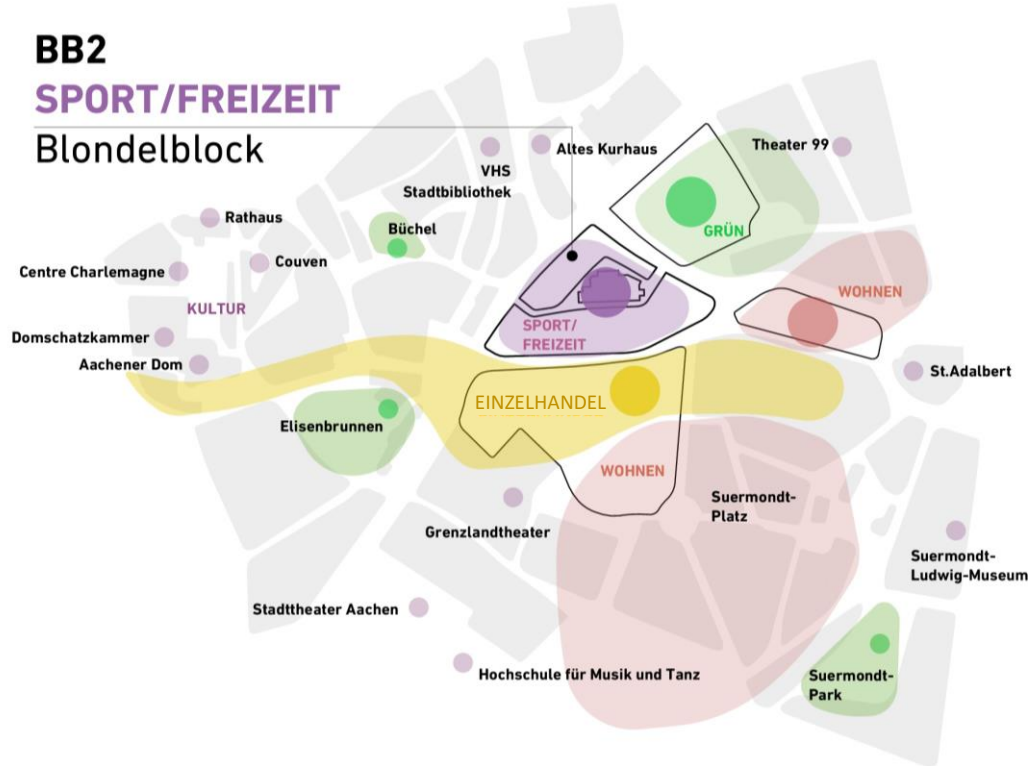 BB2
SPORT/FREIZEIT
Blondelblock
VHS
Stadtbibliothek
Altes Kurhaus
Theater 99
Rathaus
Büchel
GRÜN
Centre Charlemagne
Couven
KULTUR
WOHNEN
Domschatzkammer
SPORT/
FREIZEIT
Aachener Dom
St.Adalbert
EINZELHANDEL
Elisenbrunnen
WOHNEN
Suermondt-
Platz
Grenzlandtheater
Suermondt-
Ludwig-Museum
Stadttheater Aachen
Hochschule für Musik und Tanz
Suermondt-
Park